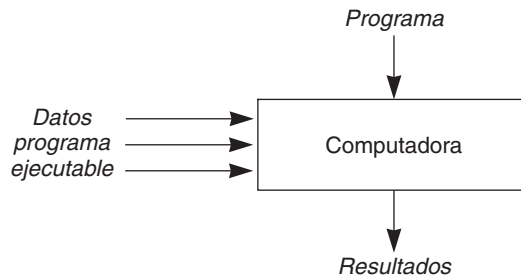 Programa
Datos
programa
ejecutable
Computadora
Resultados